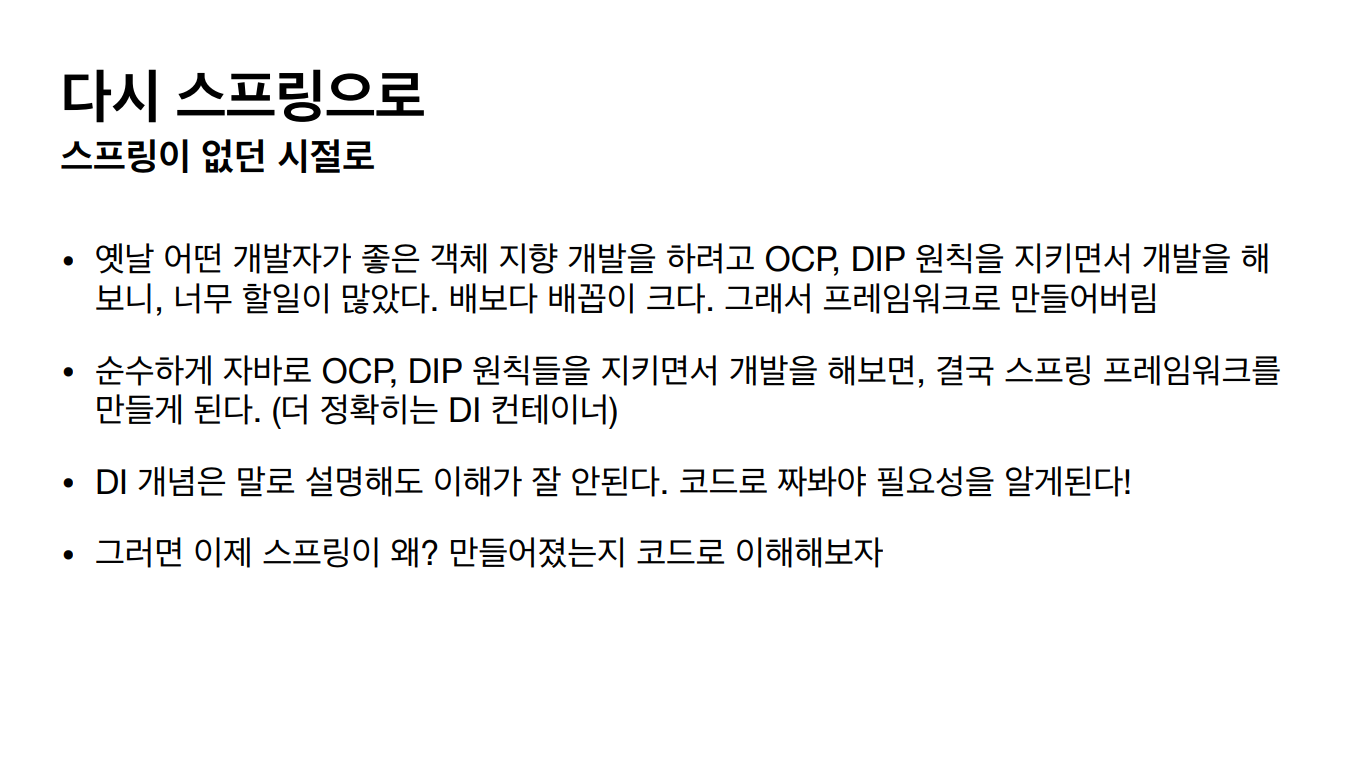 다시 스프링으로
스프링이 없던 시절로
• 옛날 어떤 개발자가 좋은 객체 지향 개발을 하려고 OCP, DIP 원칙을 지키면서 개발을 해
보니, 너무 할일이 많았다. 배보다 배꼽이 크다. 그래서 프레임워크로 만들어버림
• 순수하게 자바로 OCP, DIP 원칙들을 지키면서 개발을 해보면, 결국 스프링 프레임워크를
만들게 된다. (더 정확히는 DI 컨테이너)
• DI 개념은 말로 설명해도 이해가 잘 안된다. 코드로 짜봐야 필요성을 알게된다!
• 그러면 이제 스프링이 왜? 만들어졌는지 코드로 이해해보자